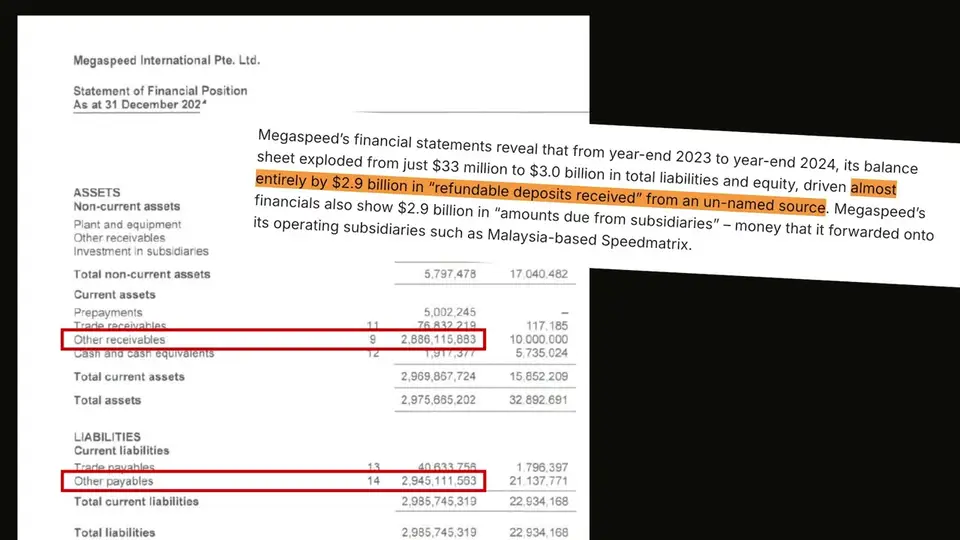 Megaspeed International Pte. Ltd.
Statement of Financial Position
As at 31 December 2024
Megaspeed's financial statements reveal that from year-end 2023 to year-end 2024, its balance
sheet exploded from just $33 million to $3.0 billion in total liabilities and equity, driven almost
entirely by $2.9 billion in “refundable deposits received” from an un-named source. Megaspeed's
financials also show $2.9 billion in “amounts due from subsidiaries” – money that it forwarded onto
its operating subsidiaries such as Malaysia-based Speedmatrix.
ASSETS
Non-current assets
Plant and equipment
Other receivables
Investment in subsidiaries
Total non-current assets 5,797,478 17,040,482
Current assets
Prepayments 5,002,245 –
Trade receivables 11 76,832,219 117,185
Other receivables 9 2,886,115,883 10,000,000
Cash and cash equivalents 12 1,917,377 5,735,024
Total current assets 2,969,867,724 15,852,209
Total assets 2,975,665,202 32,892,691
LIABILITIES
Current liabilities
Trade payables 13 40,633,756 1,796,397
Other payables 14 2,945,111,563 21,137,771
Total current liabilities 2,985,745,319 22,934,168
Total liabilities 2,985,745,319 22,934,168